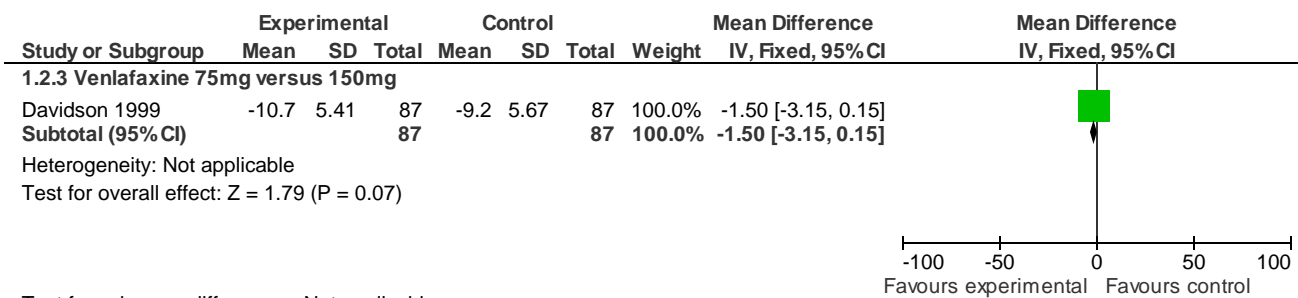 Experimental Control Mean Difference Mean Difference
Study or Subgroup Mean SD Total Mean SD Total Weight IV, Fixed, 95% CI IV, Fixed, 95% CI
1.2.3 Venlafaxine 75mg versus 150mg
Davidson 1999 -10.7 5.41 87 -9.2 5.67 87 100.0% -1.50 [-3.15, 0.15]
Subtotal (95% CI) 87 87 100.0% -1.50 [-3.15, 0.15]
Heterogeneity: Not applicable
Test for overall effect: Z = 1.79 (P = 0.07)
-100 -50 0 50 100
Favours experimental Favours control